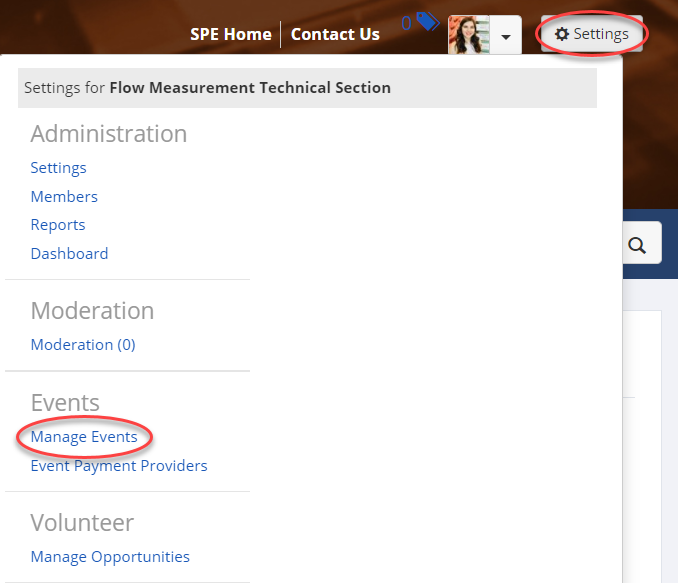 SPE Home Contact Us 0 Settings
Settings for Flow Measurement Technical Section
Administration
Settings
Members
Reports
Dashboard
Moderation
Moderation (0)
Events
Manage Events
Event Payment Providers
Volunteer
Manage Opportunities